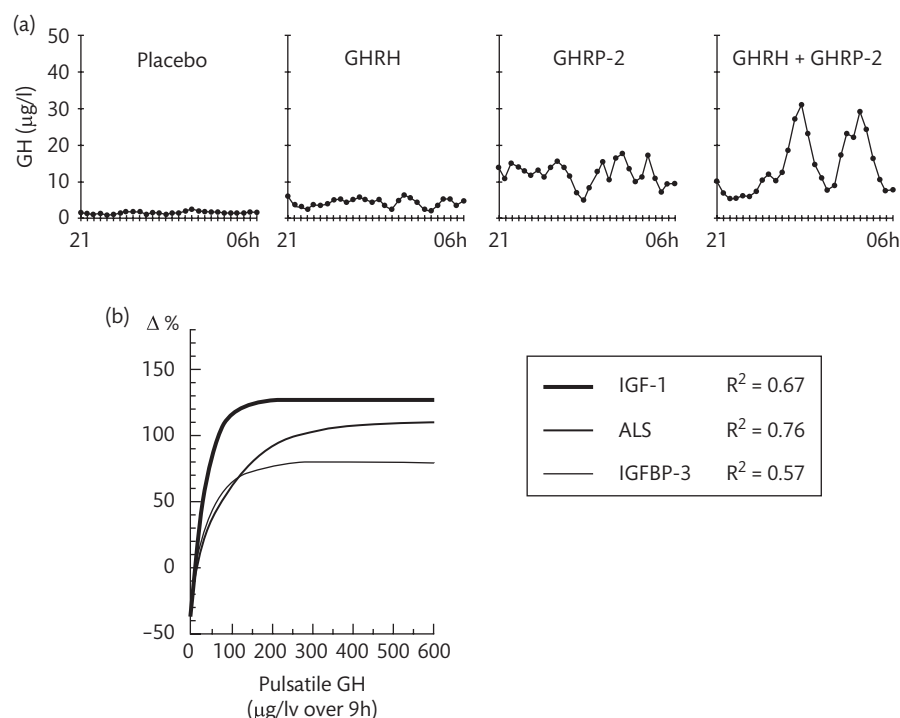 (a)
50
40
30
20
10
0
GH (µg/l)
Placebo
GHRH
GHRP-2
GHRH + GHRP-2
21 06h
21 06h
21 06h
21 06h
(b)
Δ %
150
100
50
0
–50
0 100 200 300 400 500 600
Pulsatile GH
(µg/lv over 9h)
IGF-1 R² = 0.67
ALS R² = 0.76
IGFBP-3 R² = 0.57